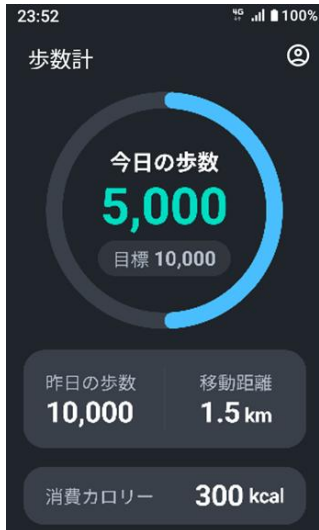 23:52
4G
100%
歩数計
今日の歩数
5,000
目標 10,000
昨日の歩数
10,000
移動距離
1.5 km
消費カロリー
300 kcal